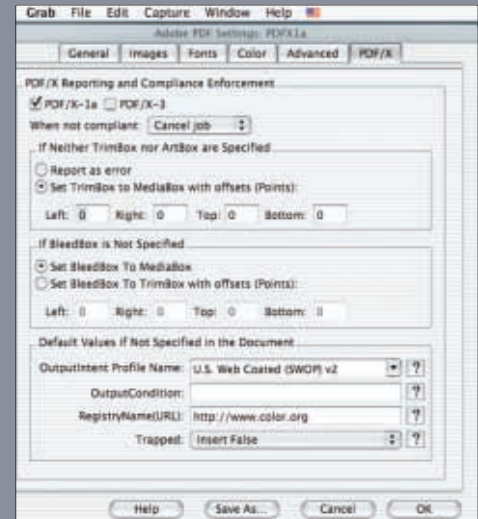 Grab File Edit Capture Window Help
Adobe PDF Settings: PDFX1a
General Images Fonts Color Advanced PDF/X
PDF/X Reporting and Compliance Enforcement
PDF/X-1a PDF/X-3
When not compliant: Cancel job
If Neither TrimBox nor ArtBox are Specified
Report as error
Set TrimBox to MediaBox with offsets (Points):
Left: 0 Right: 0 Top: 0 Bottom: 0
If BleedBox is Not Specified
Set BleedBox To MediaBox
Set BleedBox To TrimBox with offsets (Points):
Left: 0 Right: 0 Top: 0 Bottom: 0
Default Values if Not Specified in the Document
OutputIntent Profile Name: U.S. Web Coated (SWOP) v2 ?
OutputCondition: ?
RegistryName(URL): http://www.color.org ?
Trapped: Insert False ?
Help Save As... Cancel OK